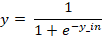 y = 1 / (1 + e^{-y_in})